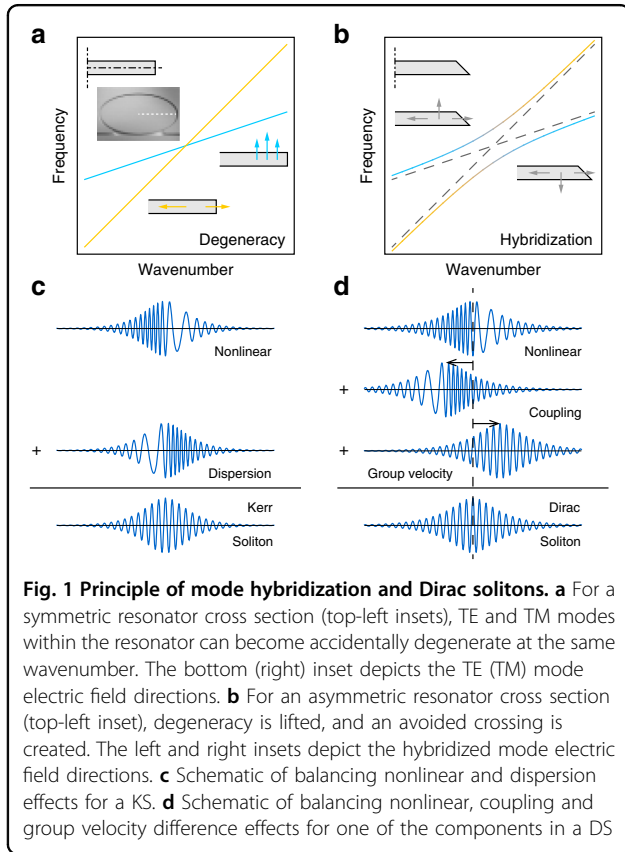 a
b
Frequency
Degeneracy
Wavenumber
Frequency
Hybridization
Wavenumber
c
d
Nonlinear
+
Dispersion
Kerr
Soliton
Nonlinear
+
Coupling
+
Group velocity
Dirac
Soliton
Fig. 1 Principle of mode hybridization and Dirac solitons. a For a
symmetric resonator cross section (top-left insets), TE and TM modes
within the resonator can become accidentally degenerate at the same
wavenumber. The bottom (right) inset depicts the TE (TM) mode
electric field directions. b For an asymmetric resonator cross section
(top-left inset), degeneracy is lifted, and an avoided crossing is
created. The left and right insets depict the hybridized mode electric
field directions. c Schematic of balancing nonlinear and dispersion
effects for a KS. d Schematic of balancing nonlinear, coupling and
group velocity difference effects for one of the components in a DS